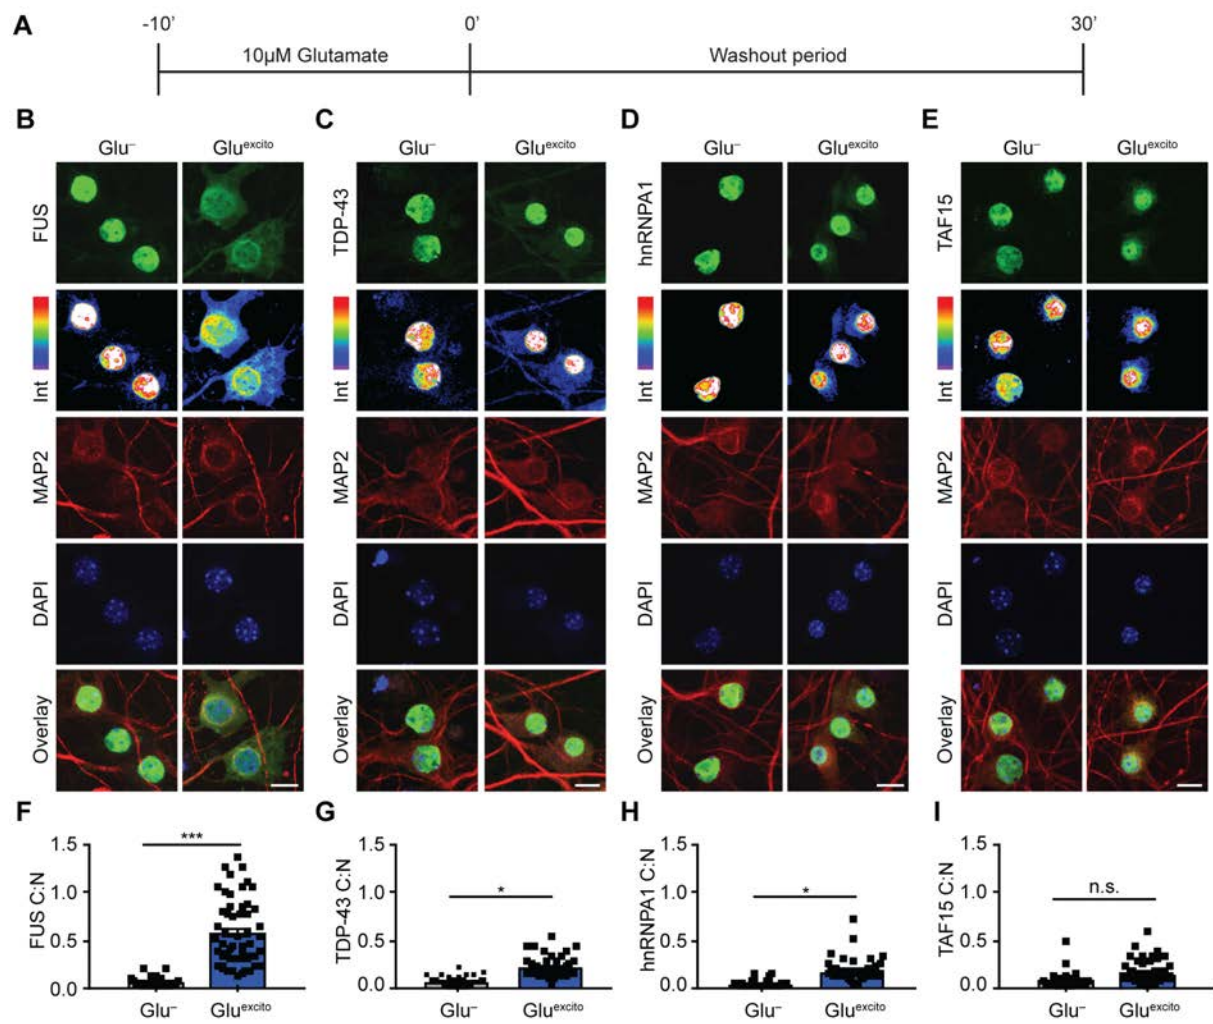 A
-10’ 0’ 30’
10µM Glutamate Washout period
B C D E
Glu⁻ Gluᵉˣᶜⁱᵗᵒ Glu⁻ Gluᵉˣᶜⁱᵗᵒ Glu⁻ Gluᵉˣᶜⁱᵗᵒ Glu⁻ Gluᵉˣᶜⁱᵗᵒ
FUS TDP-43 hnRNPA1 TAF15
Int Int Int Int
MAP2 MAP2 MAP2 MAP2
DAPI DAPI DAPI DAPI
Overlay Overlay Overlay Overlay
F G H I
FUS C:N
1.5
1.0
0.5
0.0
***
Glu⁻ Gluᵉˣᶜⁱᵗᵒ
TDP-43 C:N
1.5
1.0
0.5
0.0
*
Glu⁻ Gluᵉˣᶜⁱᵗᵒ
hnRNPA1 C:N
1.5
1.0
0.5
0.0
*
Glu⁻ Gluᵉˣᶜⁱᵗᵒ
TAF15 C:N
1.5
1.0
0.5
0.0
n.s.
Glu⁻ Gluᵉˣᶜⁱᵗᵒ